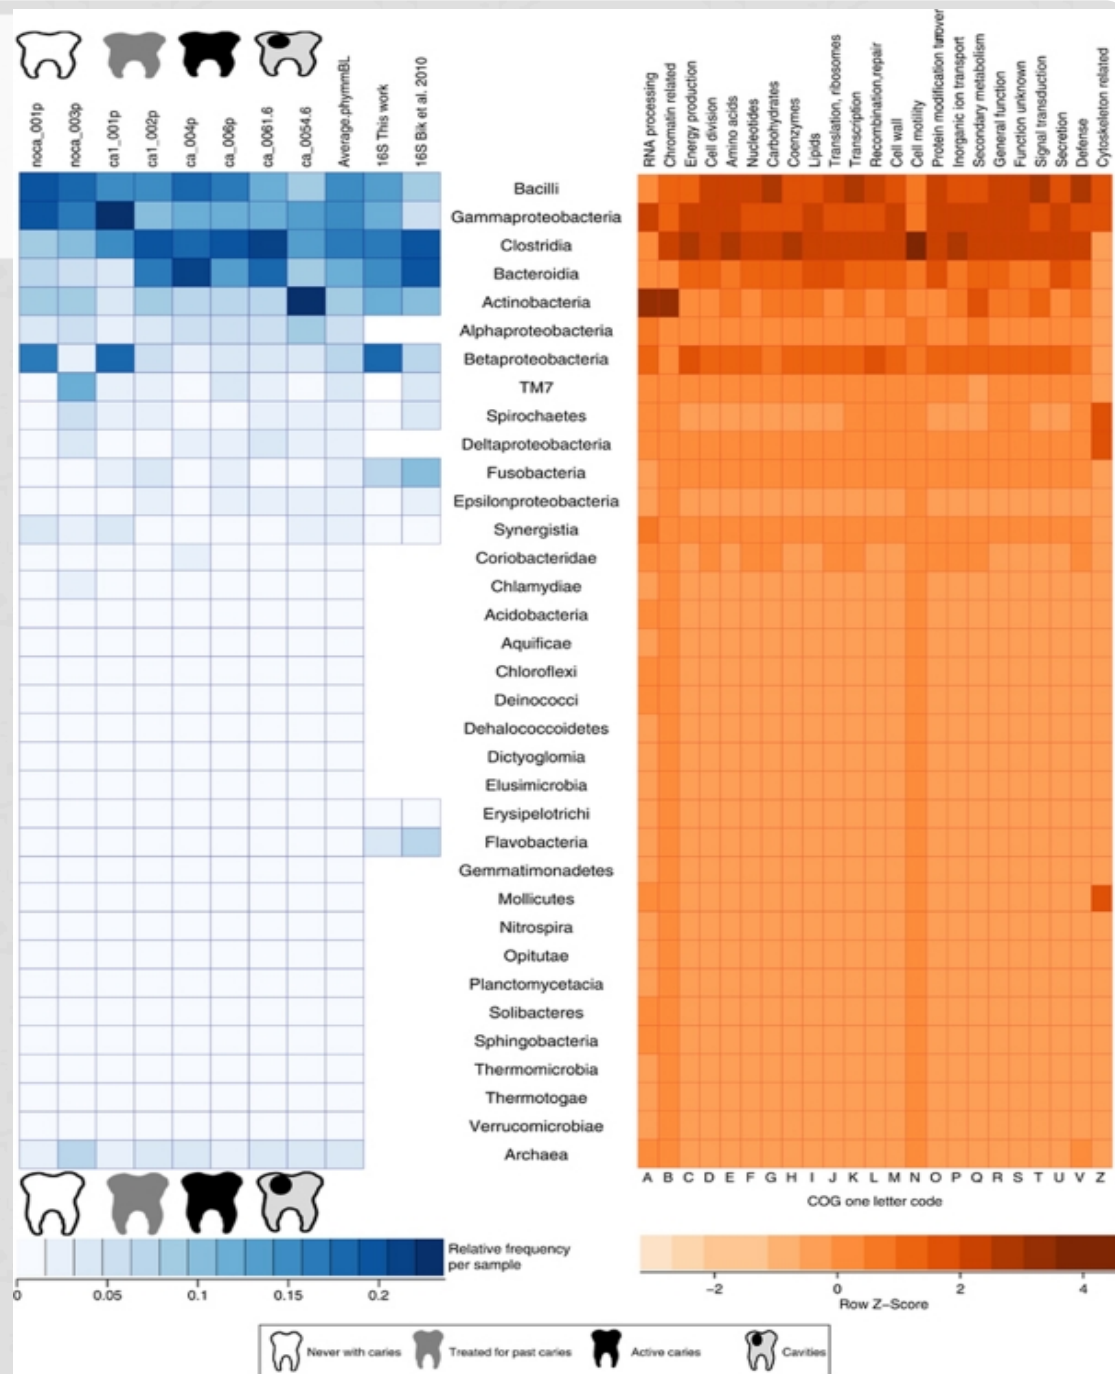 noca_001p
noca_003p
ca1_001p
ca1_002p
ca_004p
ca_006p
ca_0061.6
ca_0054.6
Average.phymmBL
16S This work
16S Bik et al. 2010
RNA processing
Chromatin related
Energy production
Cell division
Amino acids
Nucleotides
Carbohydrates
Coenzymes
Lipids
Translation, ribosomes
Transcription
Recombination,repair
Cell wall
Cell motility
Protein modification turnover
Inorganic ion transport
Secondary metabolism
General function
Function unknown
Signal transduction
Secretion
Defense
Cytoskeleton related
Bacilli
Gammaproteobacteria
Clostridia
Bacteroidia
Actinobacteria
Alphaproteobacteria
Betaproteobacteria
TM7
Spirochaetes
Deltaproteobacteria
Fusobacteria
Epsilonproteobacteria
Synergistia
Coriobacteridae
Chlamydiae
Acidobacteria
Aquificae
Chloroflexi
Deinococci
Dehalococcoidetes
Dictyoglomia
Elusimicrobia
Erysipelotrichi
Flavobacteria
Gemmatimonadetes
Mollicutes
Nitrospira
Opitutae
Planctomycetacia
Solibacteres
Sphingobacteria
Thermomicrobia
Thermotogae
Verrucomicrobiae
Archaea
A B C D E F G H I J K L M N O P Q R S T U V Z
COG one letter code
Relative frequency
per sample
0 0.05 0.1 0.15 0.2
−2 0 2 4
Row Z−Score
Never with caries Treated for past caries Active caries Cavities